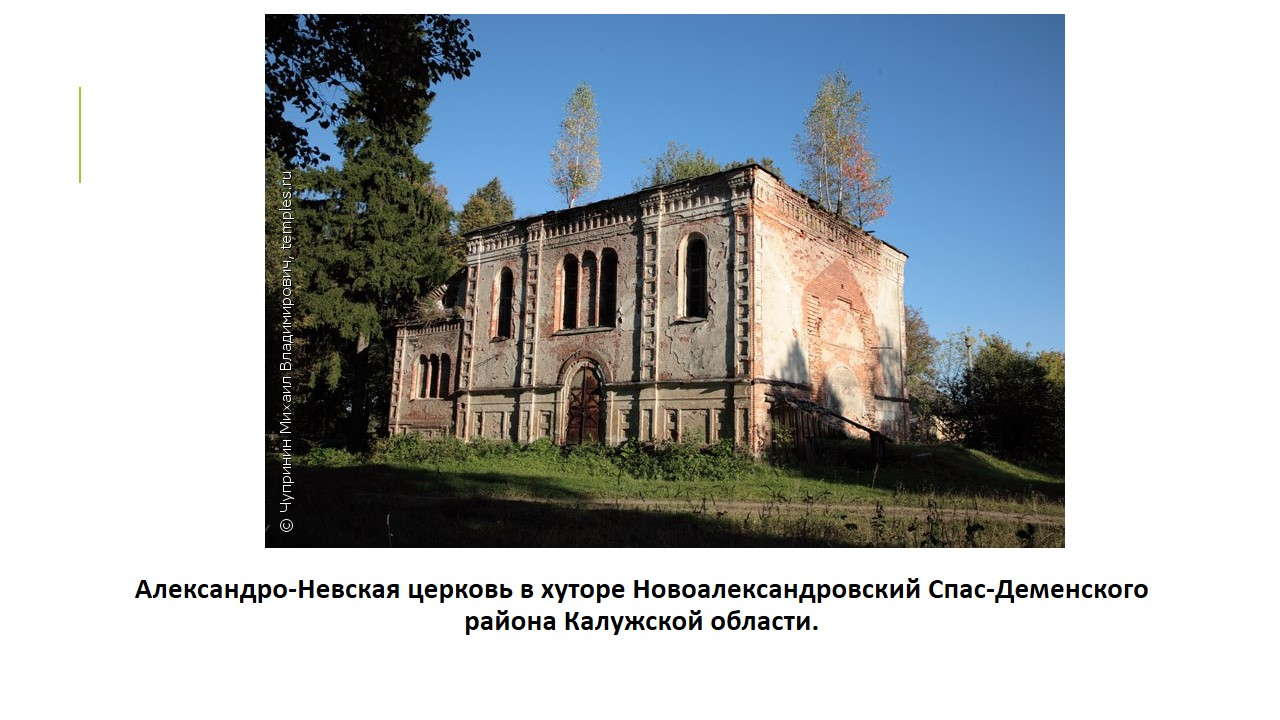 © Чупринин Михаил Владимирович, temples.ru
Александро-Невская церковь в хуторе Новоалександровский Спас-Деменского
района Калужской области.